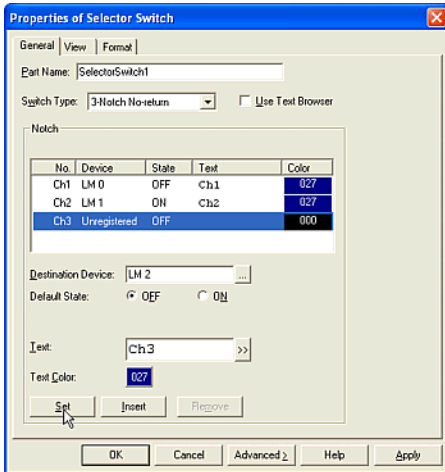 Properties of Selector Switch
General View Format
Part Name: SelectorSwitch1
Switch Type: 3-Notch No-return Use Text Browser
Notch
No. Device State Text Color
Ch1 LM 0 OFF Ch1 027
Ch2 LM 1 ON Ch2 027
Ch3 Unregistered OFF 000
Destination Device: LM 2 ...
Default State: OFF ON
Text: Ch3 >>
Text Color: 027
Set Insert Remove
OK Cancel Advanced > Help Apply